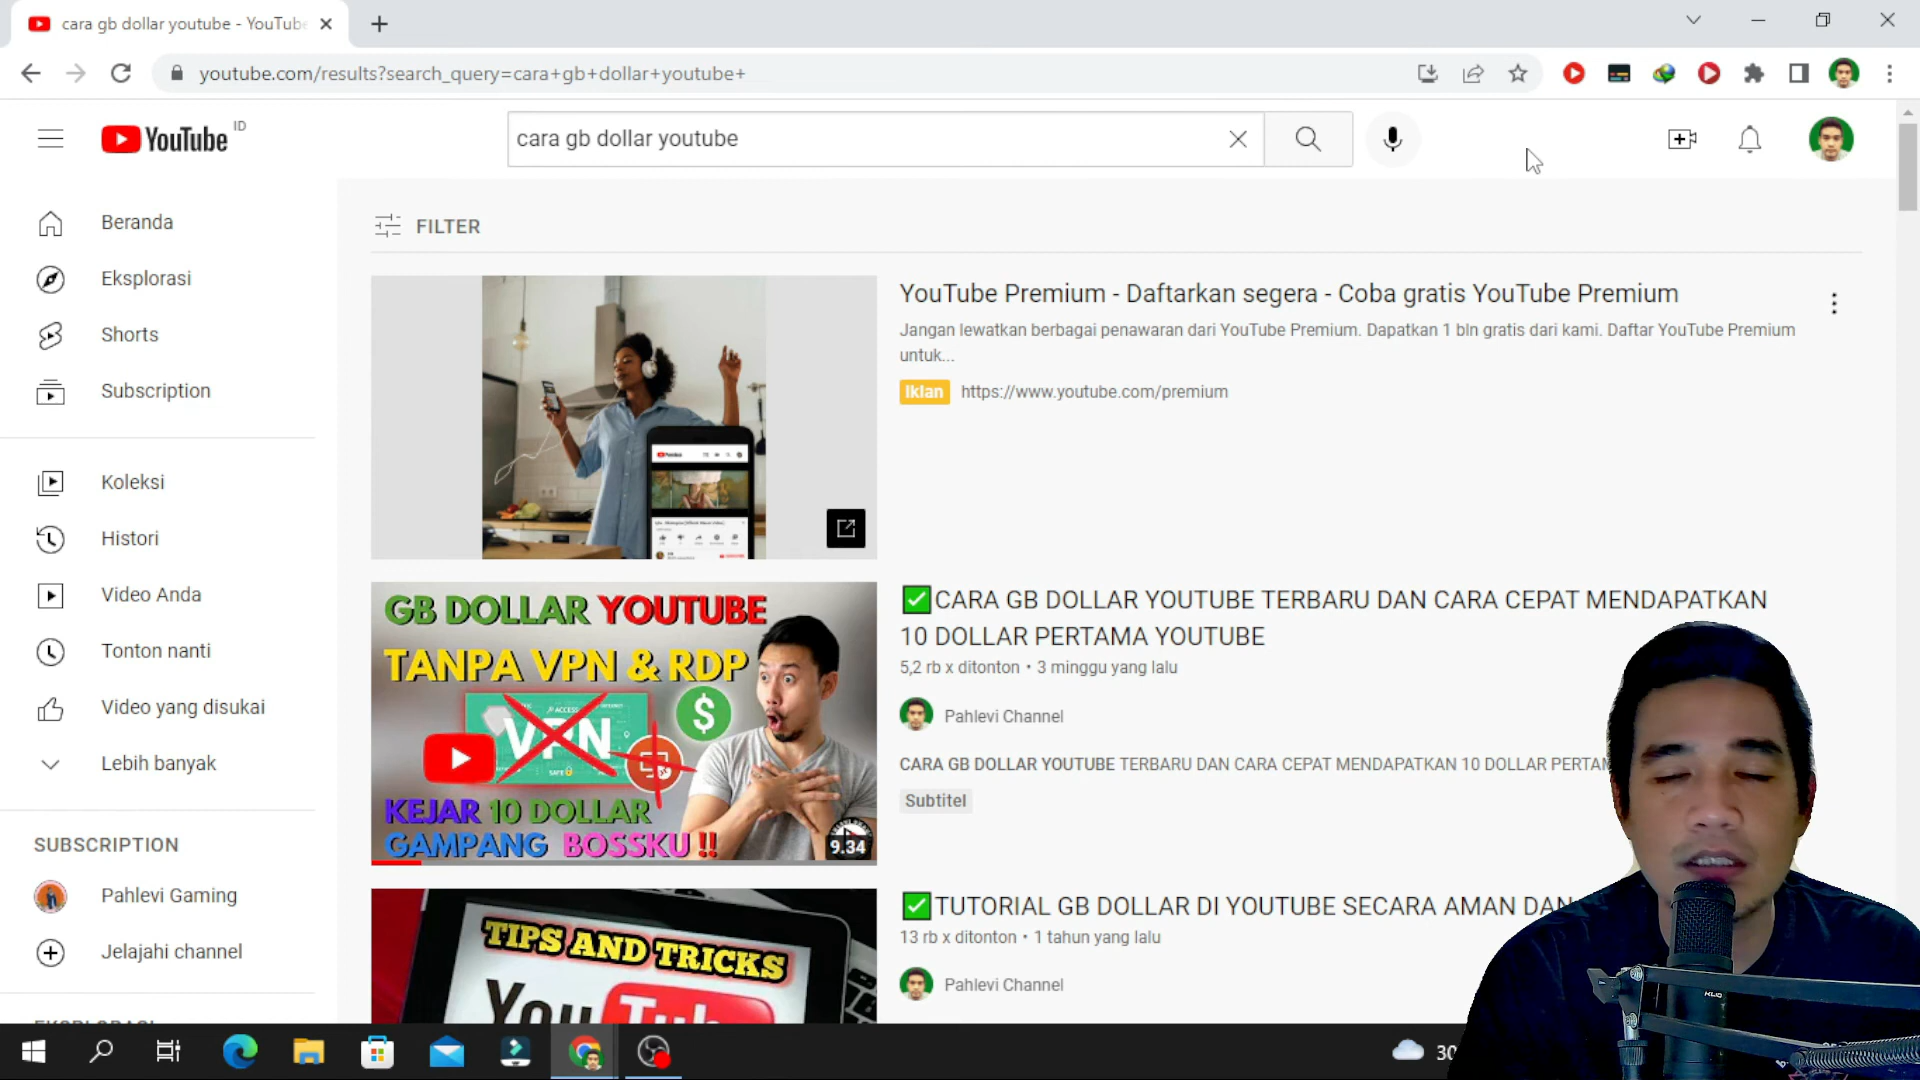 cara gb dollar youtube - YouTube
youtube.com/results?search_query=cara+gb+dollar+youtube+
YouTube ID
cara gb dollar youtube
Beranda
Eksplorasi
Shorts
Subscription
Koleksi
Histori
Video Anda
Tonton nanti
Video yang disukai
Lebih banyak
SUBSCRIPTION
Pahlevi Gaming
Jelajahi channel
FILTER
YouTube Premium - Daftarkan segera - Coba gratis YouTube Premium
Jangan lewatkan berbagai penawaran dari YouTube Premium. Dapatkan 1 bln gratis dari kami. Daftar YouTube Premium
untuk...
Iklan https://www.youtube.com/premium
GB DOLLAR YOUTUBE
TANPA VPN & RDP
ACCESS
VPN
SAFE
KEJAR 10 DOLLAR
GAMPANG BOSSKU !!
9.34
✅CARA GB DOLLAR YOUTUBE TERBARU DAN CARA CEPAT MENDAPATKAN
10 DOLLAR PERTAMA YOUTUBE
5,2 rb x ditonton • 3 minggu yang lalu
Pahlevi Channel
CARA GB DOLLAR YOUTUBE TERBARU DAN CARA CEPAT MENDAPATKAN 10 DOLLAR
Subtitel
TIPS AND TRICKS
YouTub
✅TUTORIAL GB DOLLAR DI YOUTUBE SECARA AMAN DAN
13 rb x ditonton • 1 tahun yang lalu
Pahlevi Channel
30
KLIQ